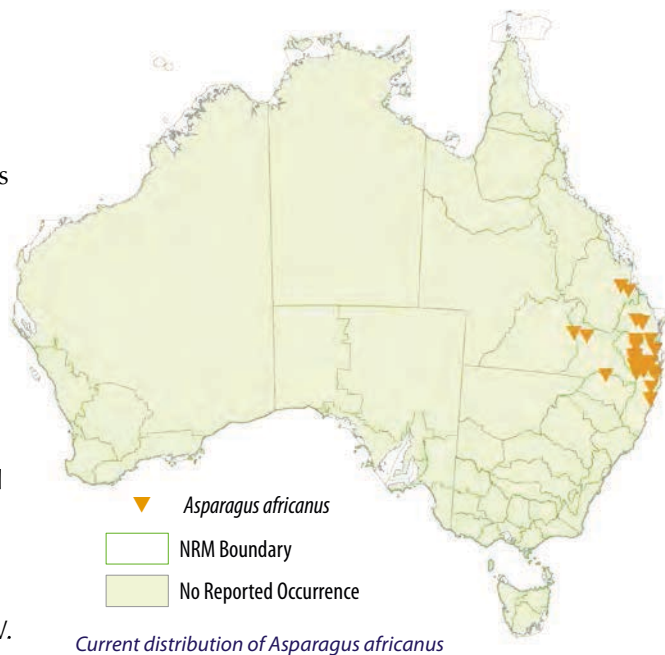 s
l
Asparagus africanus
NRM Boundary
No Reported Occurrence
Current distribution of Asparagus africanus